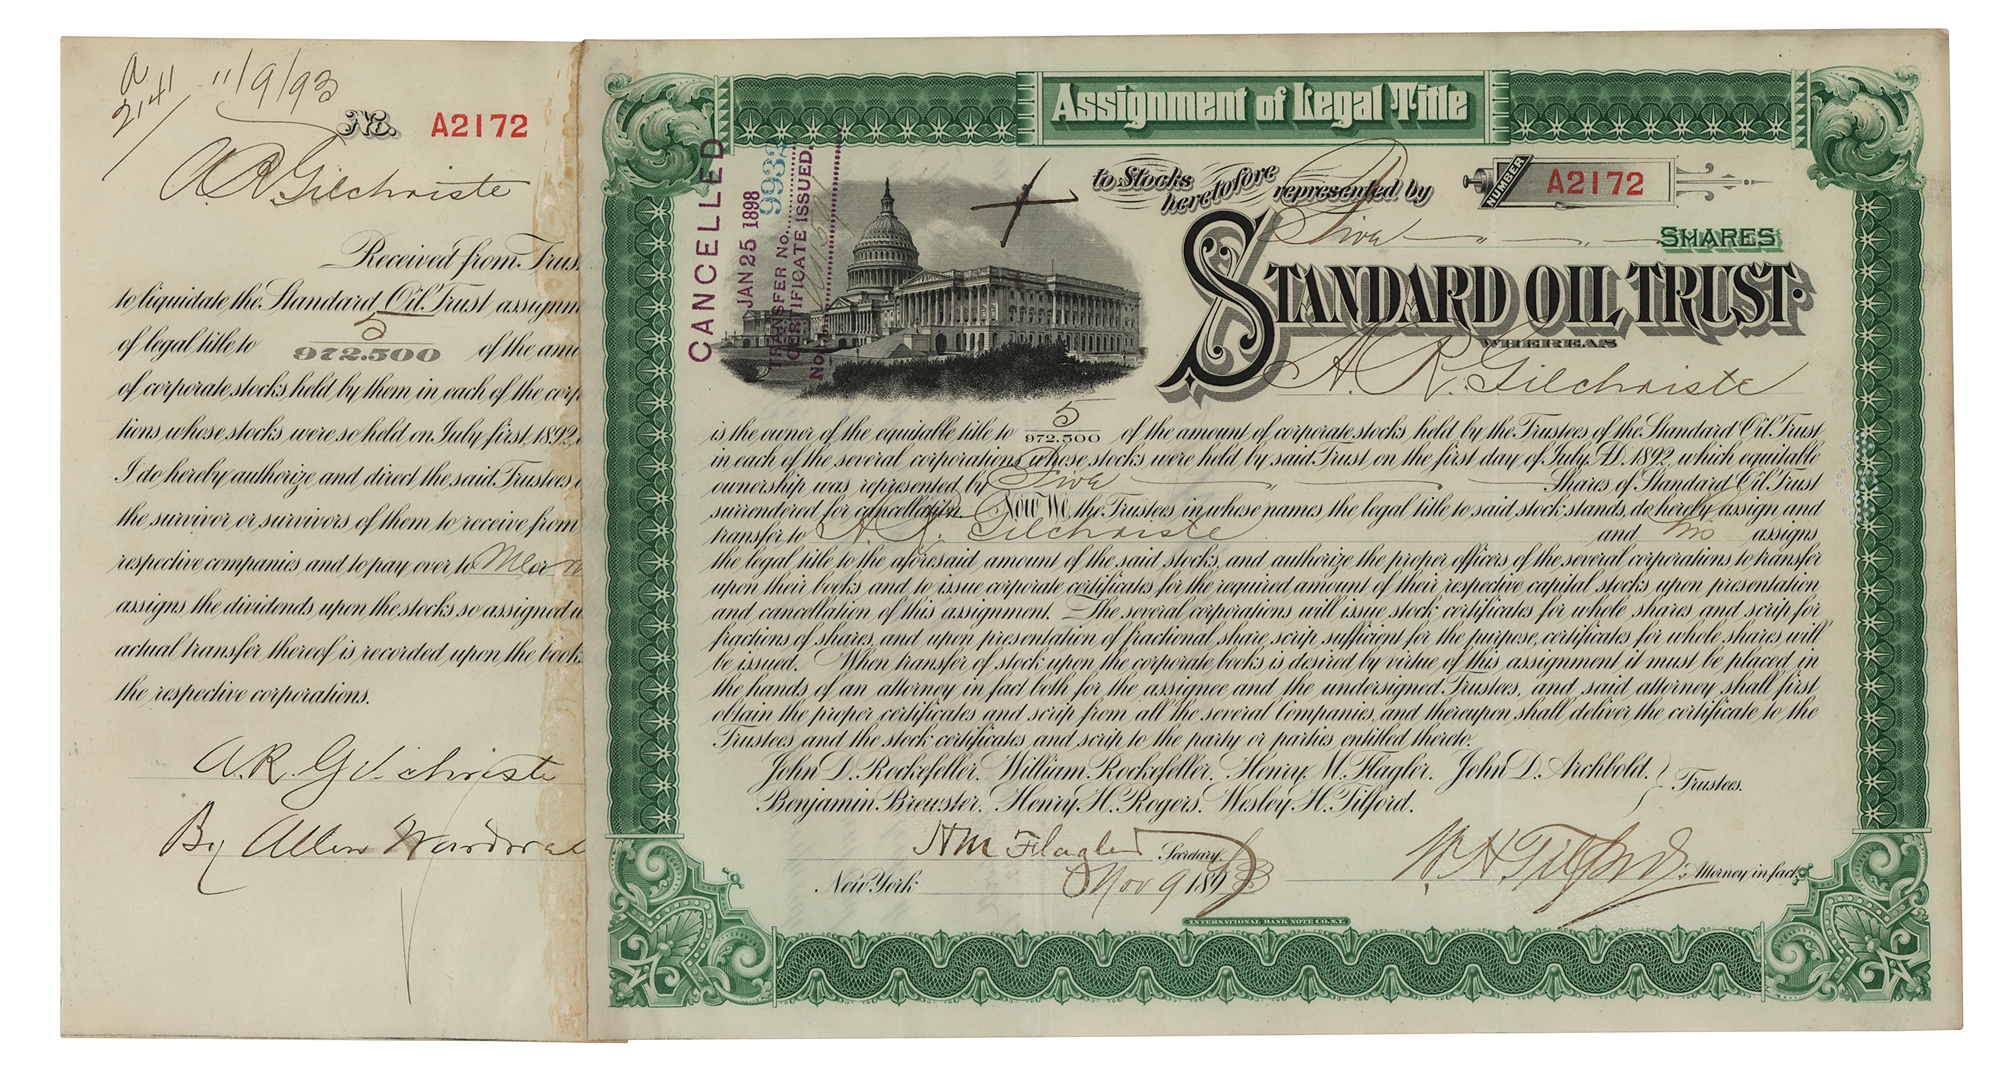 a
2141
11/9/93
No. A2172
A R Gilchriste
Received from Trus
to liquidate the Standard Oil Trust assignm
of legal title to 5/972.500 of the amo
of corporate stocks held by them in each of the corp
tions whose stocks were so held on July first, 1892,
I do hereby authorize and direct the said Trustees
the survivor or survivors of them to receive from
respective companies and to pay over to
assigns the dividends upon the stocks so assigned u
actual transfer thereof is recorded upon the books
the respective corporations.
A. R. Gilchriste
By Allen
Assignment of Legal Title
to Stocks heretofore represented by
NUMBER A2172
Five SHARES
STANDARD OIL TRUST.
WHEREAS
A. R. Gilchriste
is the owner of the equitable title to 5/972.500 of the amount of corporate stocks held by the Trustees of the Standard Oil Trust
in each of the several corporations whose stocks were held by said Trust on the first day of July A.D. 1892, which equitable
ownership was represented by Five Shares of Standard Oil Trust
surrendered for cancellation. Now We, the Trustees in whose names the legal title to said stock stands, do hereby assign and
transfer to A. R. Gilchriste and his assigns
the legal title to the aforesaid amount of the said stocks, and authorize the proper officers of the several corporations to transfer
upon their books and to issue corporate certificates for the required amount of their respective capital stocks upon presentation
and cancellation of this assignment. The several corporations will issue stock certificates for whole shares and scrip for
fractions of shares, and upon presentation of fractional share scrip sufficient for the purpose, certificates for whole shares will
be issued. When transfer of stock upon the corporate books is desired by virtue of this assignment it must be placed in
the hands of an attorney in fact both for the assignee and the undersigned Trustees, and said attorney shall first
obtain the proper certificates and scrip from all the several Companies, and thereupon shall deliver the certificate to the
Trustees and the stock certificates and scrip to the party or parties entitled thereto.
John D. Rockefeller. William Rockefeller. Henry M. Flagler. John D. Archbold.
Benjamin Brewster. Henry H. Rogers. Wesley H. Tilford.
Trustees.
H M Flagler Secretary.
W. H. Tilford Attorney in fact.
New York Nov 9 1893
INTERNATIONAL BANK NOTE CO. N.Y.
CANCELLED
JAN 25 1898
TRANSFER No. 9932
CERTIFICATE ISSUED.
No.